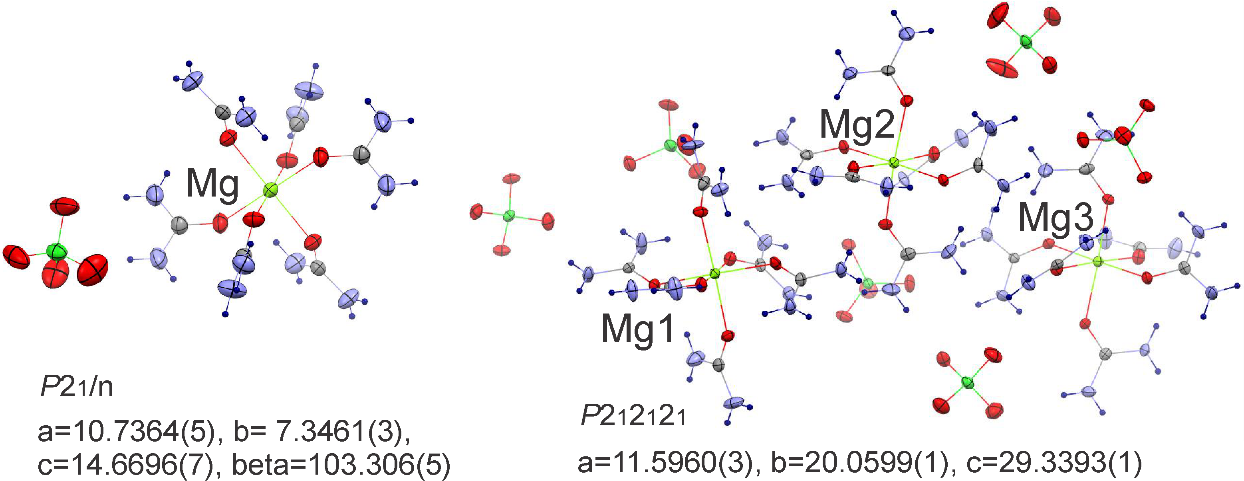 Mg
Mg2
Mg3
Mg1
P21/n
a=10.7364(5), b= 7.3461(3),
c=14.6696(7), beta=103.306(5)
P212121
a=11.5960(3), b=20.0599(1), c=29.3393(1)